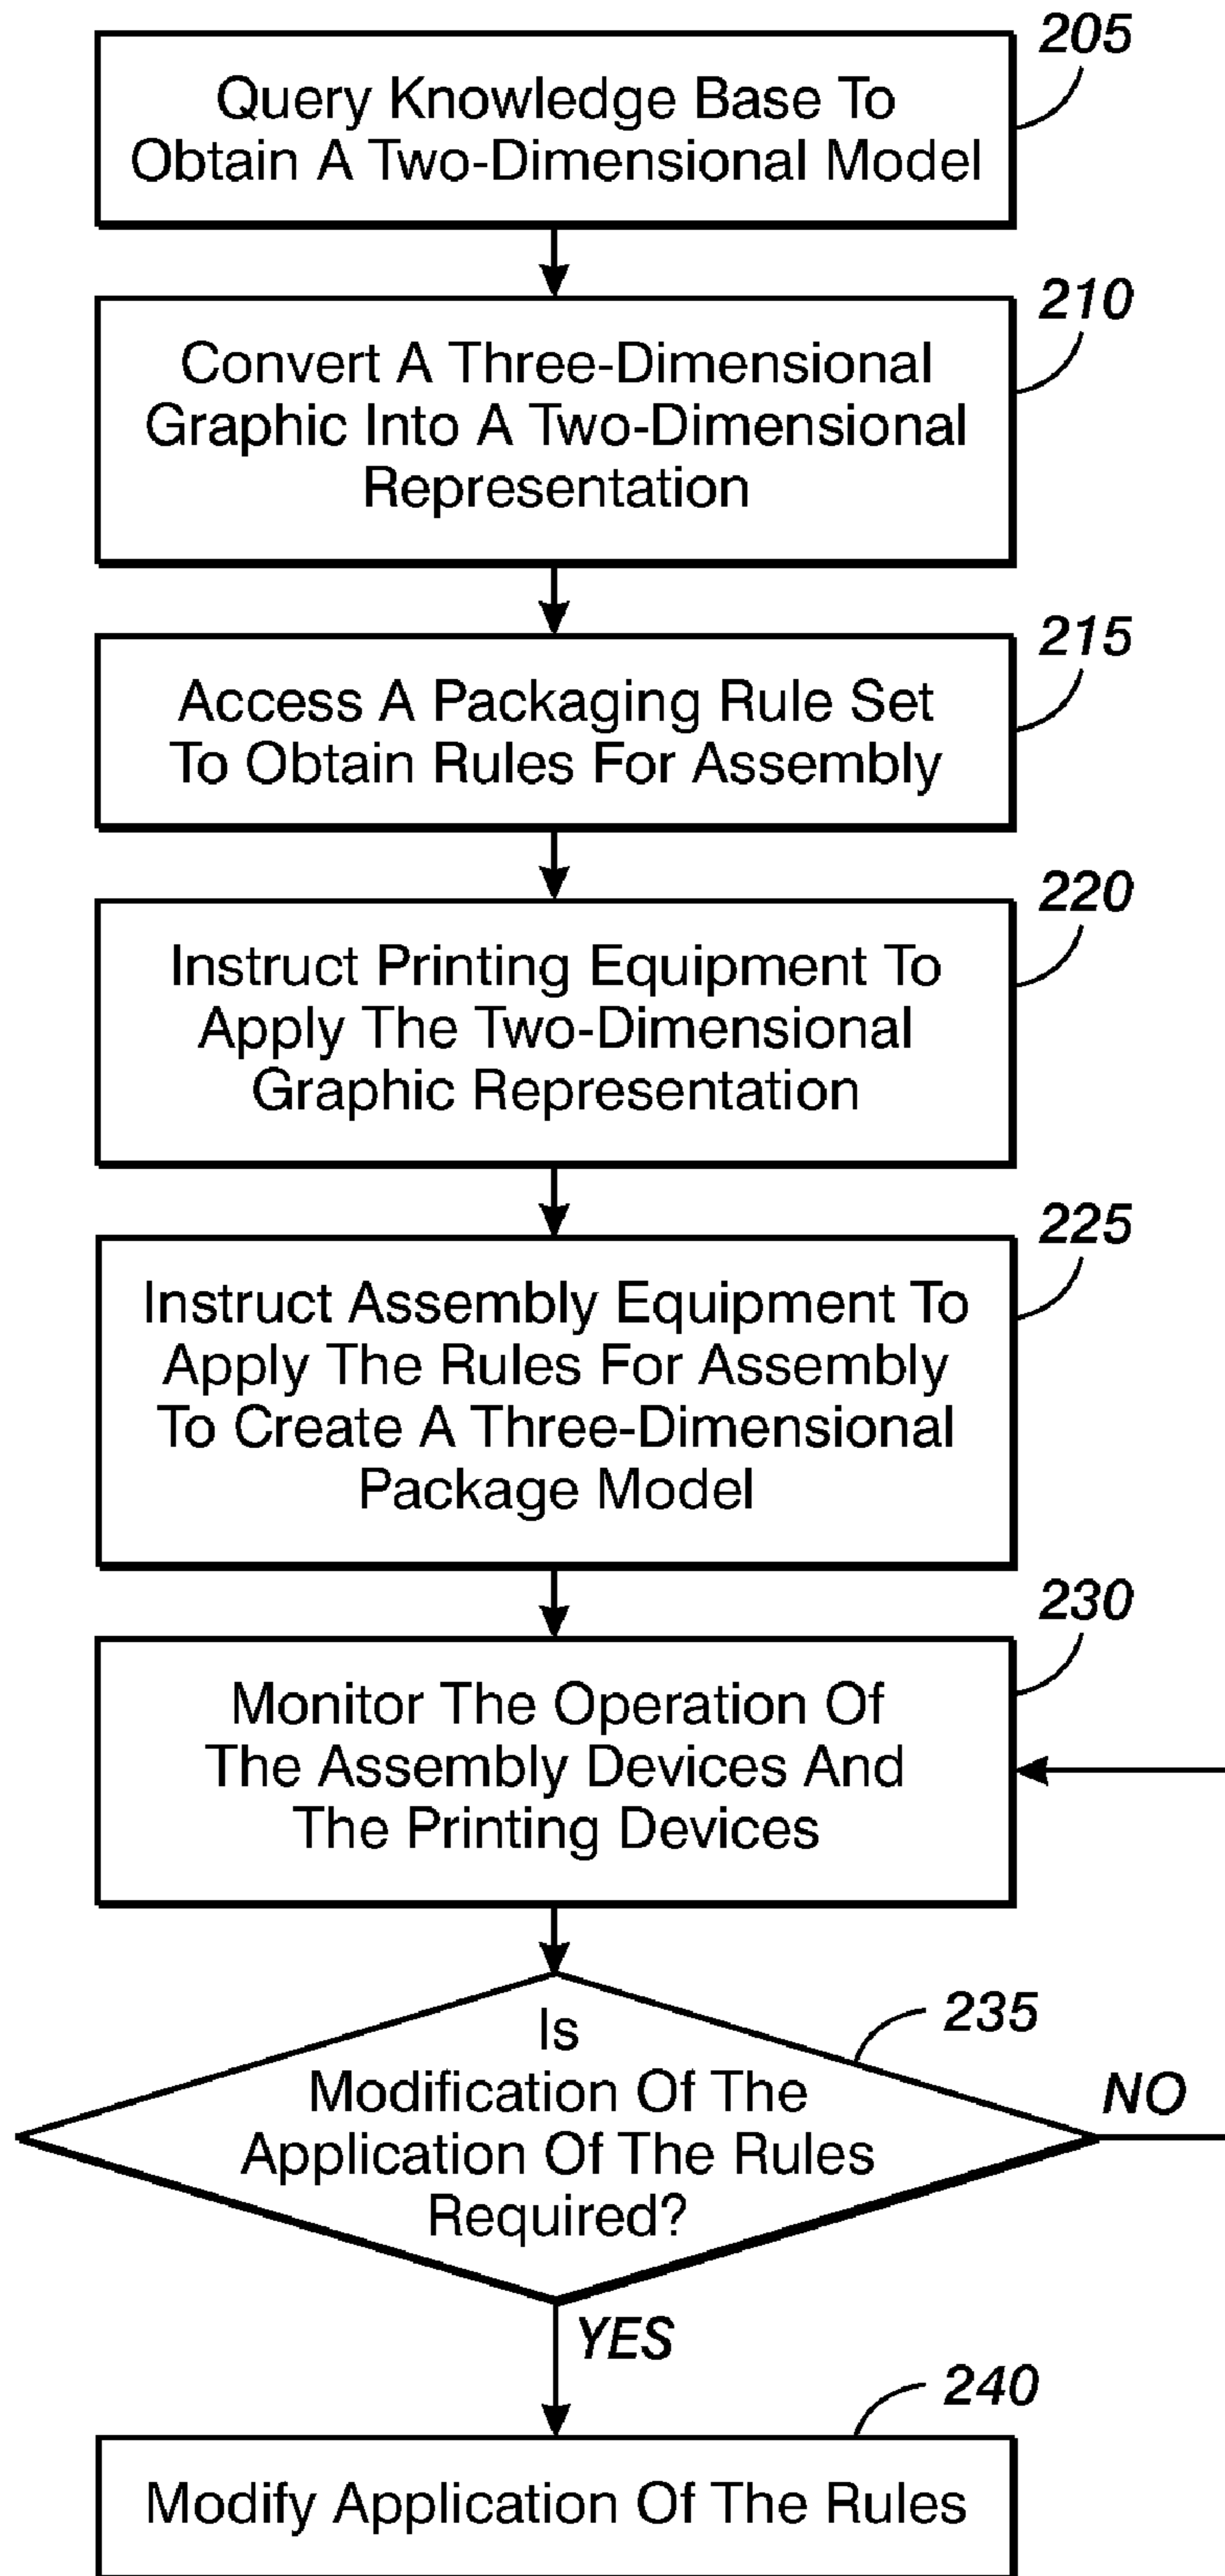 205
Query Knowledge Base To
Obtain A Two-Dimensional Model
210
Convert A Three-Dimensional
Graphic Into A Two-Dimensional
Representation
215
Access A Packaging Rule Set
To Obtain Rules For Assembly
220
Instruct Printing Equipment To
Apply The Two-Dimensional
Graphic Representation
225
Instruct Assembly Equipment To
Apply The Rules For Assembly
To Create A Three-Dimensional
Package Model
230
Monitor The Operation Of
The Assembly Devices And
The Printing Devices
235
Is
Modification Of The
Application Of The Rules
Required?
NO
YES
240
Modify Application Of The Rules